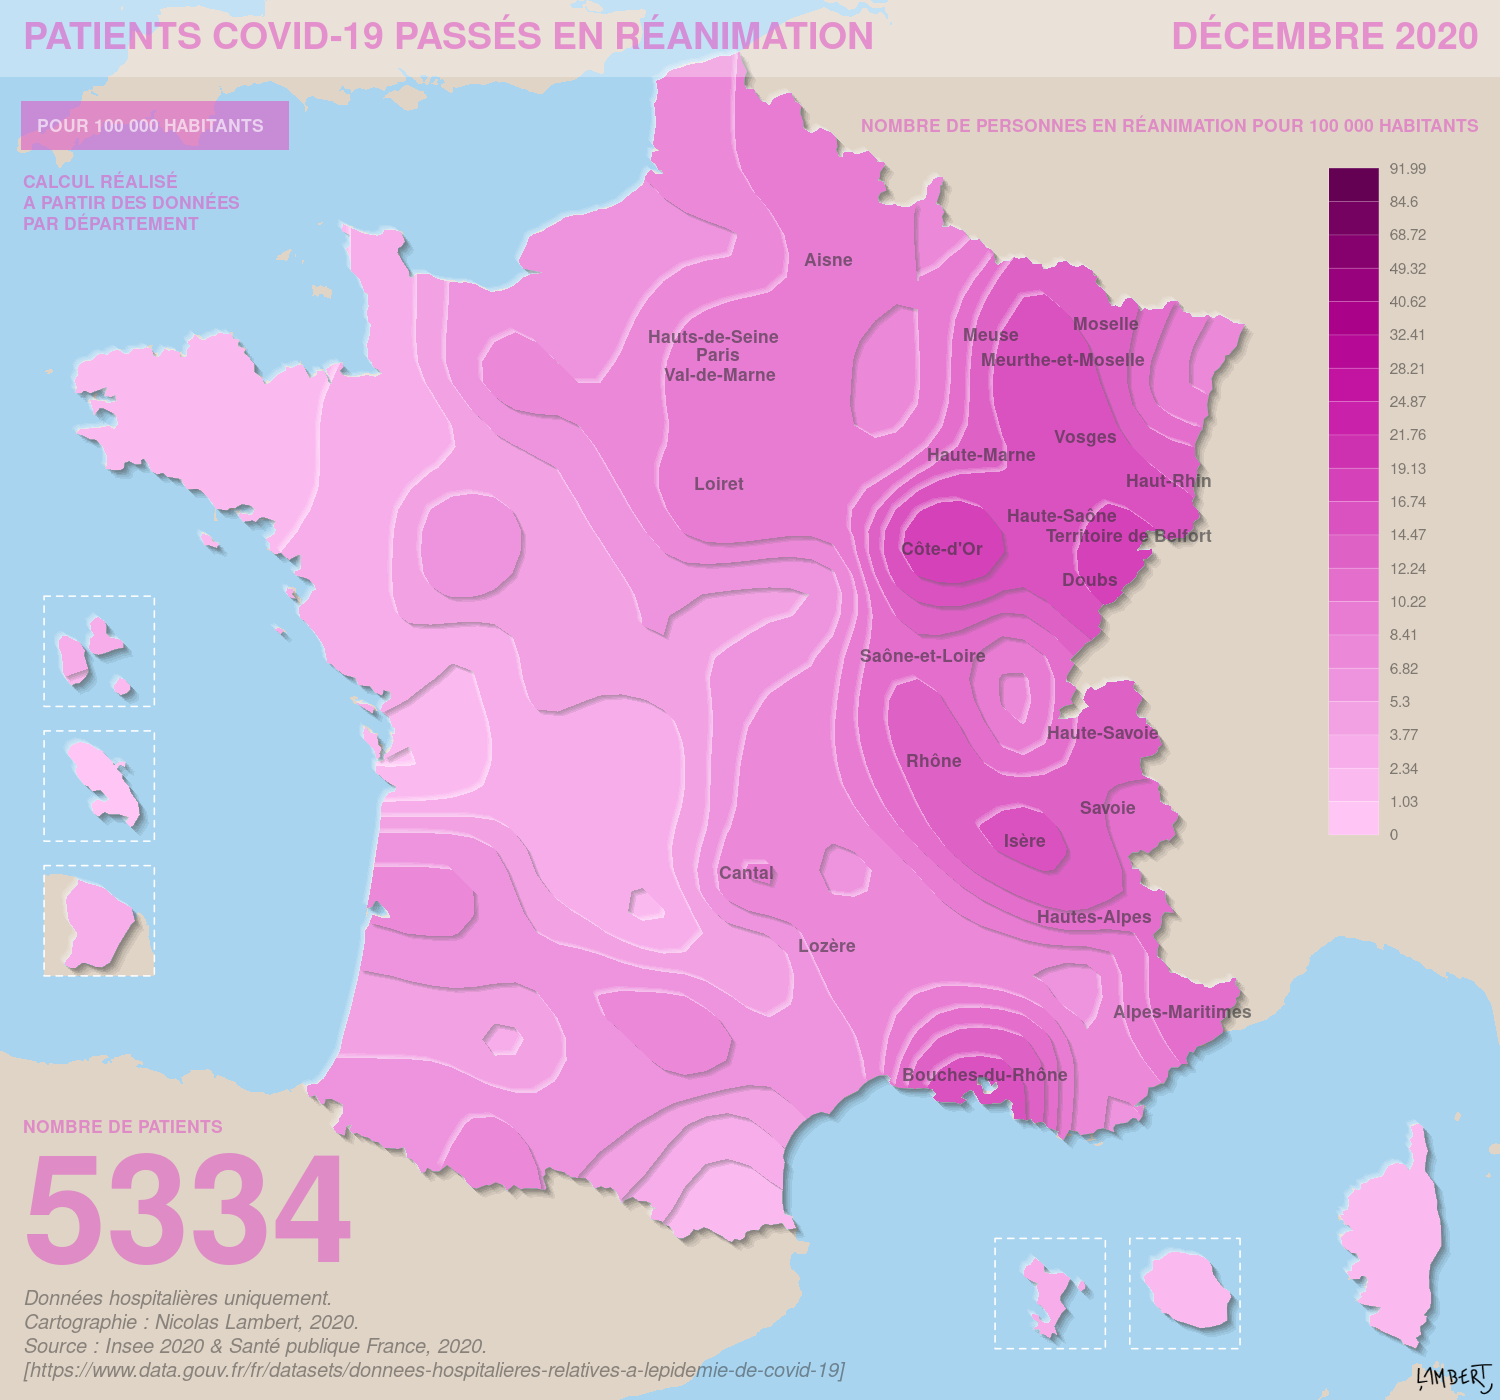 PATIENTS COVID-19 PASSÉS EN RÉANIMATION
DÉCEMBRE 2020
POUR 100 000 HABITANTS
NOMBRE DE PERSONNES EN RÉANIMATION POUR 100 000 HABITANTS
CALCUL RÉALISÉ
A PARTIR DES DONNÉES
PAR DÉPARTEMENT
91.99
84.6
68.72
49.32
40.62
32.41
28.21
24.87
21.76
19.13
16.74
14.47
12.24
10.22
8.41
6.82
5.3
3.77
2.34
1.03
0
Aisne
Hauts-de-Seine
Paris
Val-de-Marne
Meuse
Moselle
Meurthe-et-Moselle
Vosges
Haute-Marne
Loiret
Haut-Rhin
Haute-Saône
Territoire de Belfort
Côte-d'Or
Doubs
Saône-et-Loire
Haute-Savoie
Rhône
Savoie
Isère
Cantal
Hautes-Alpes
Lozère
Alpes-Maritimes
Bouches-du-Rhône
NOMBRE DE PATIENTS
5334
Données hospitalières uniquement.
Cartographie : Nicolas Lambert, 2020.
Source : Insee 2020 & Santé publique France, 2020.
[https://www.data.gouv.fr/fr/datasets/donnees-hospitalieres-relatives-a-lepidemie-de-covid-19]
LAMBERT